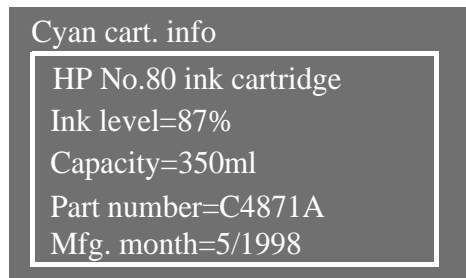 Cyan cart. info
HP No.80 ink cartridge
Ink level=87%
Capacity=350ml
Part number=C4871A
Mfg. month=5/1998